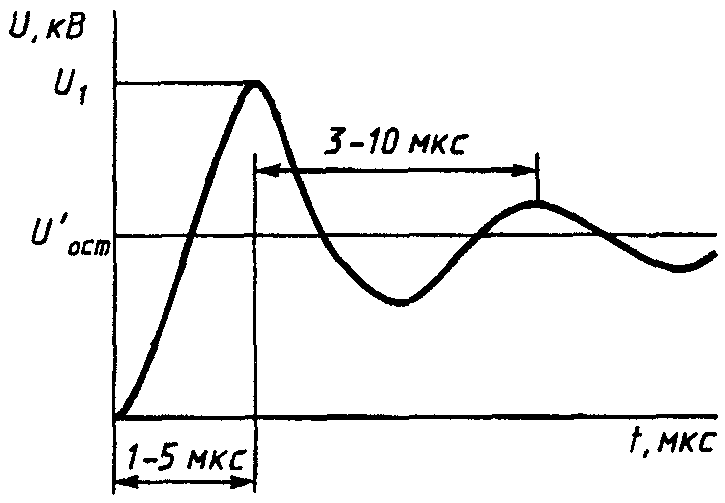 U, кВ
U₁
3-10 мкс
U'ост
t, мкс
1-5 мкс